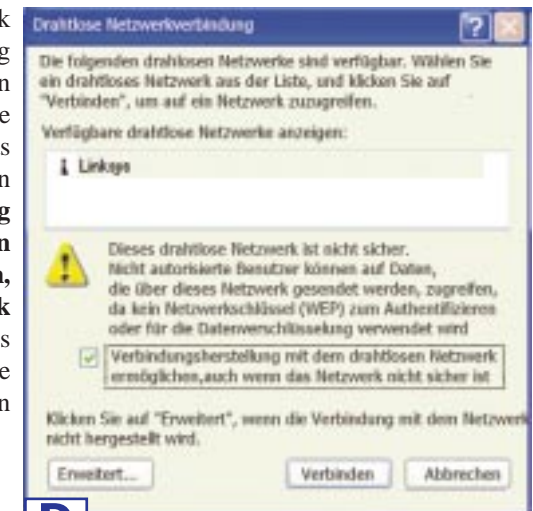 k
g
n
e
s
n
g
n
n,
k
s
e
n
Drahtlose Netzwerkverbindung
?
Die folgenden drahtlosen Netzwerke sind verfügbar. Wählen Sie
ein drahtloses Netzwerk aus der Liste, und klicken Sie auf
"Verbinden", um auf ein Netzwerk zuzugreifen.
Verfügbare drahtlose Netzwerke anzeigen:
Linksys
Dieses drahtlose Netzwerk ist nicht sicher.
Nicht autorisierte Benutzer können auf Daten,
die über dieses Netzwerk gesendet werden, zugreifen,
da kein Netzwerkschlüssel (WEP) zum Authentifizieren
oder für die Datenverschlüsselung verwendet wird
Verbindungsherstellung mit dem drahtlosen Netzwerk
ermöglichen,auch wenn das Netzwerk nicht sicher ist
Klicken Sie auf "Erweitert", wenn die Verbindung mit dem Netzwerk
nicht hergestellt wird.
Erweitert... Verbinden Abbrechen